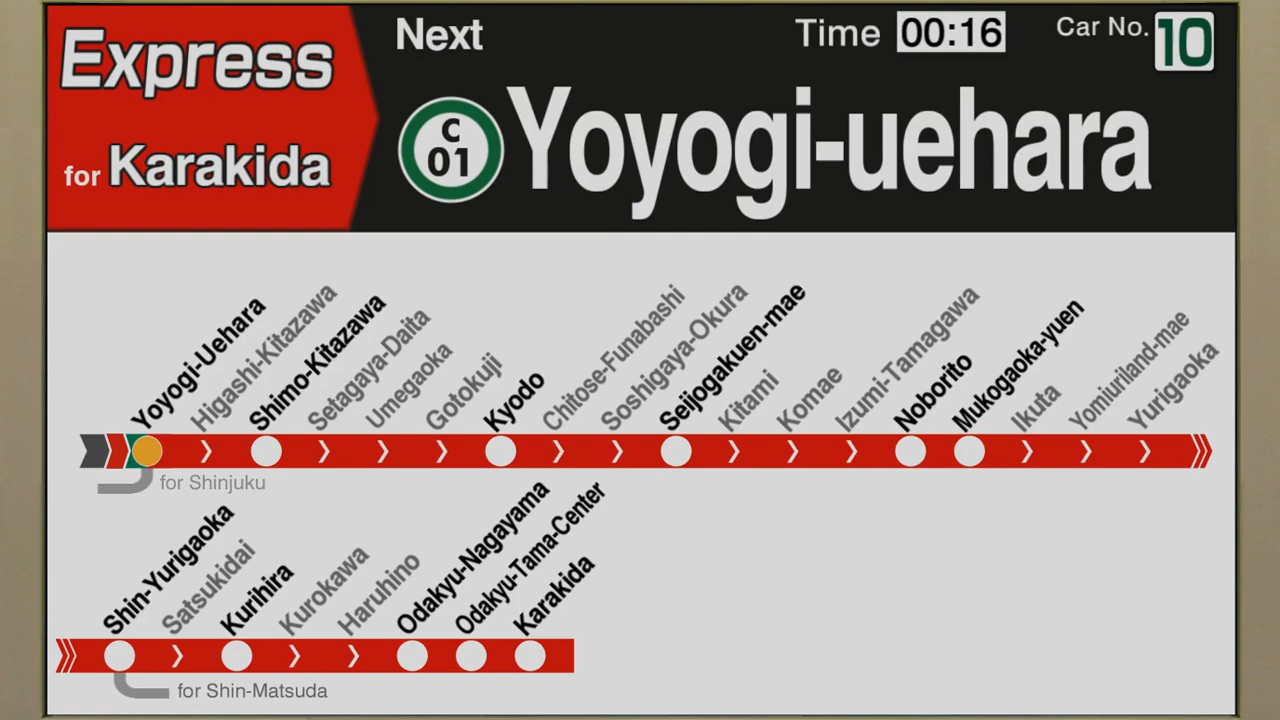 Express
for Karakida
Next
Time 00:16
Car No. 10
C
01
Yoyogi-uehara
Yoyogi-Uehara
Higashi-Kitazawa
Shimo-Kitazawa
Setagaya-Daita
Umegaoka
Gotokuji
Kyodo
Chitose-Funabashi
Soshigaya-Okura
Seijogakuen-mae
Kitami
Komae
Izumi-Tamagawa
Noborito
Mukogaoka-yuen
Ikuta
Yomiuriland-mae
Yurigaoka
for Shinjuku
Shin-Yurigaoka
Satsukidai
Kurihira
Kurokawa
Haruhino
Odakyu-Nagayama
Odakyu-Tama-Center
Karakida
for Shin-Matsuda